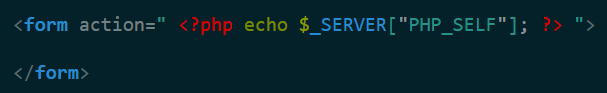 <form action=" <?php echo $_SERVER["PHP_SELF"]; ?> ">
</form>